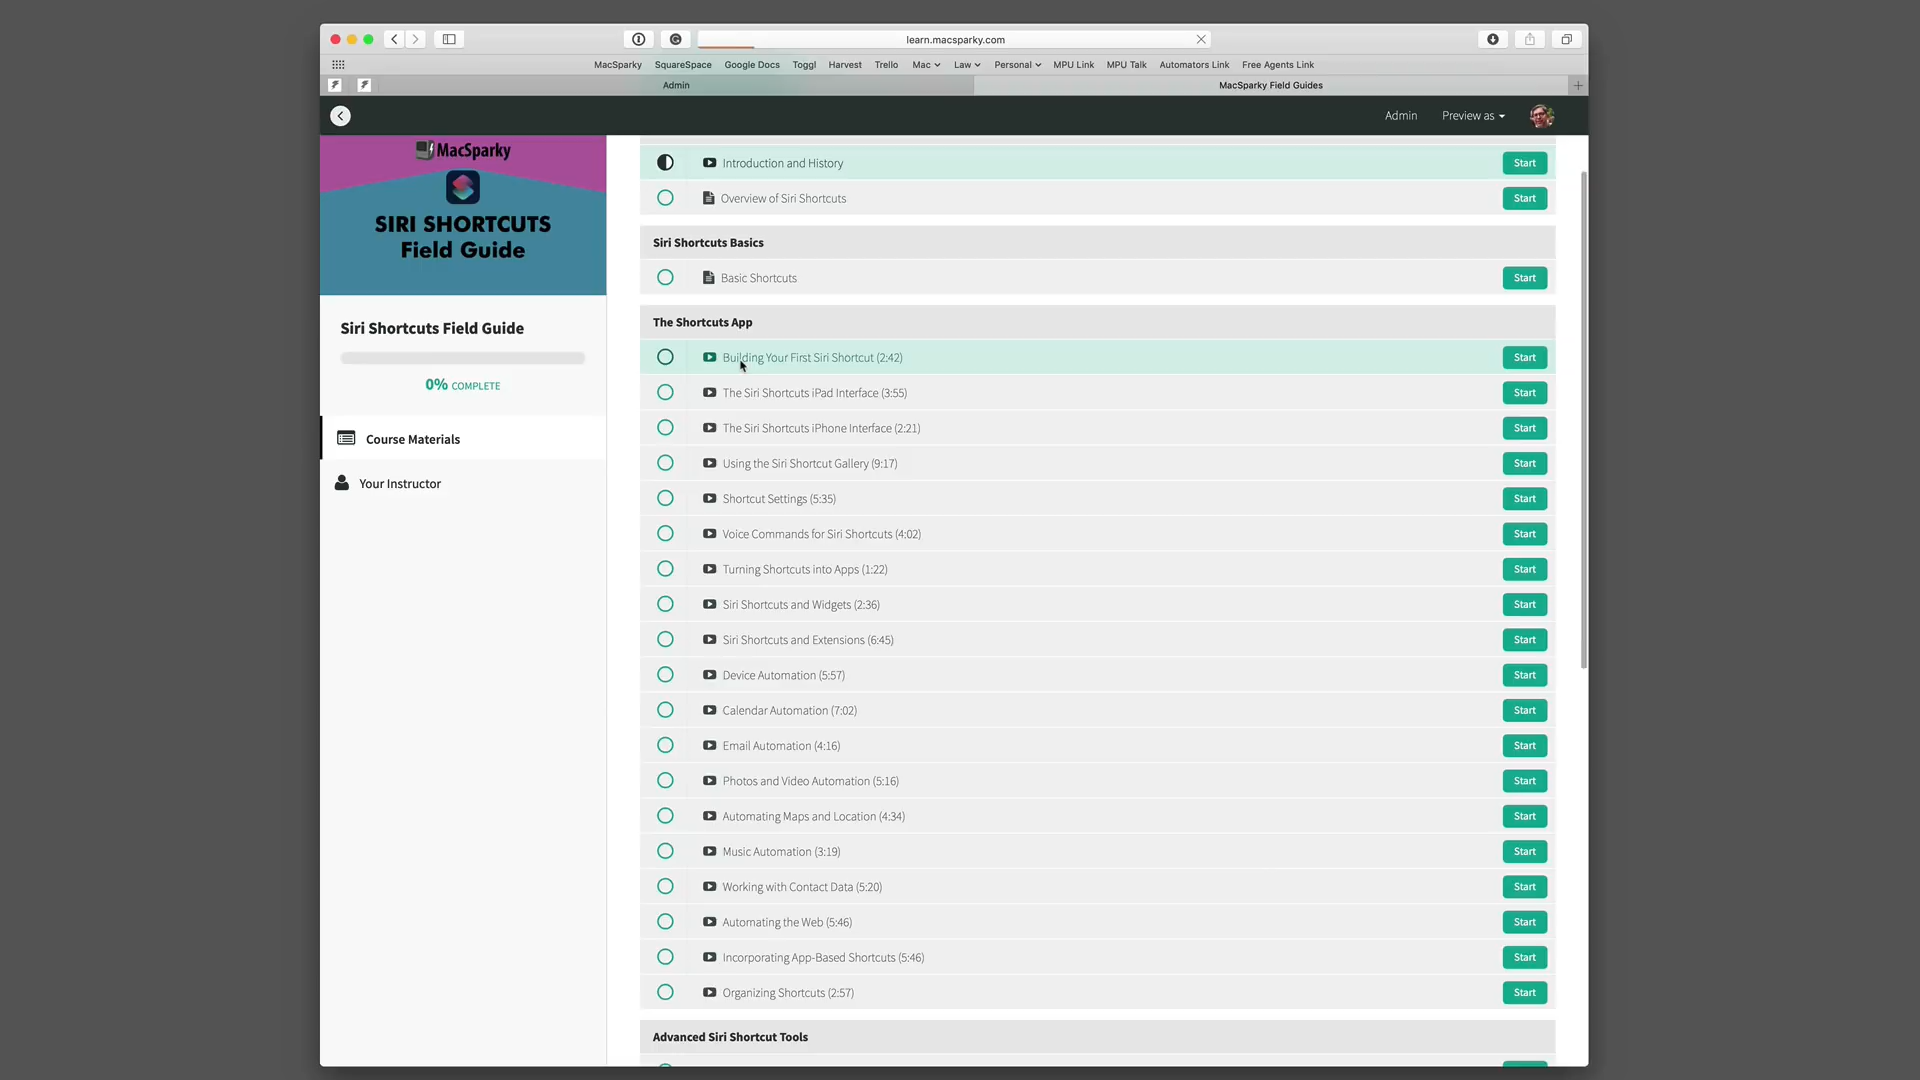 learn.macsparky.com
MacSparky SquareSpace Google Docs Toggl Harvest Trello Mac Law Personal MPU Link MPU Talk Automators Link Free Agents Link
Admin MacSparky Field Guides
Admin Preview as
MacSparky
SIRI SHORTCUTS
Field Guide
Siri Shortcuts Field Guide
0% COMPLETE
Course Materials
Your Instructor
Introduction and History Start
Overview of Siri Shortcuts Start
Siri Shortcuts Basics
Basic Shortcuts Start
The Shortcuts App
Building Your First Siri Shortcut (2:42) Start
The Siri Shortcuts iPad Interface (3:55) Start
The Siri Shortcuts iPhone Interface (2:21) Start
Using the Siri Shortcut Gallery (9:17) Start
Shortcut Settings (5:35) Start
Voice Commands for Siri Shortcuts (4:02) Start
Turning Shortcuts into Apps (1:22) Start
Siri Shortcuts and Widgets (2:36) Start
Siri Shortcuts and Extensions (6:45) Start
Device Automation (5:57) Start
Calendar Automation (7:02) Start
Email Automation (4:16) Start
Photos and Video Automation (5:16) Start
Automating Maps and Location (4:34) Start
Music Automation (3:19) Start
Working with Contact Data (5:20) Start
Automating the Web (5:46) Start
Incorporating App-Based Shortcuts (5:46) Start
Organizing Shortcuts (2:57) Start
Advanced Siri Shortcut Tools